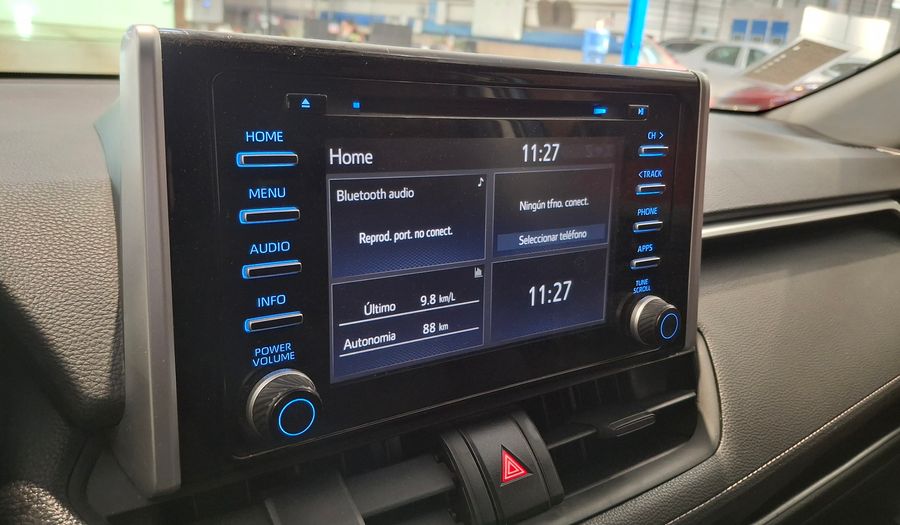 HOME
MENU
AUDIO
INFO
POWER
VOLUME
Home 11:27
Bluetooth audio
Reprod. port. no conect.
Ningún tfno. conect.
Seleccionar teléfono
Último 9.8 km/L
Autonomia 88 km
11:27
CH >
<TRACK
PHONE
APPS
TUNE
SCROLL